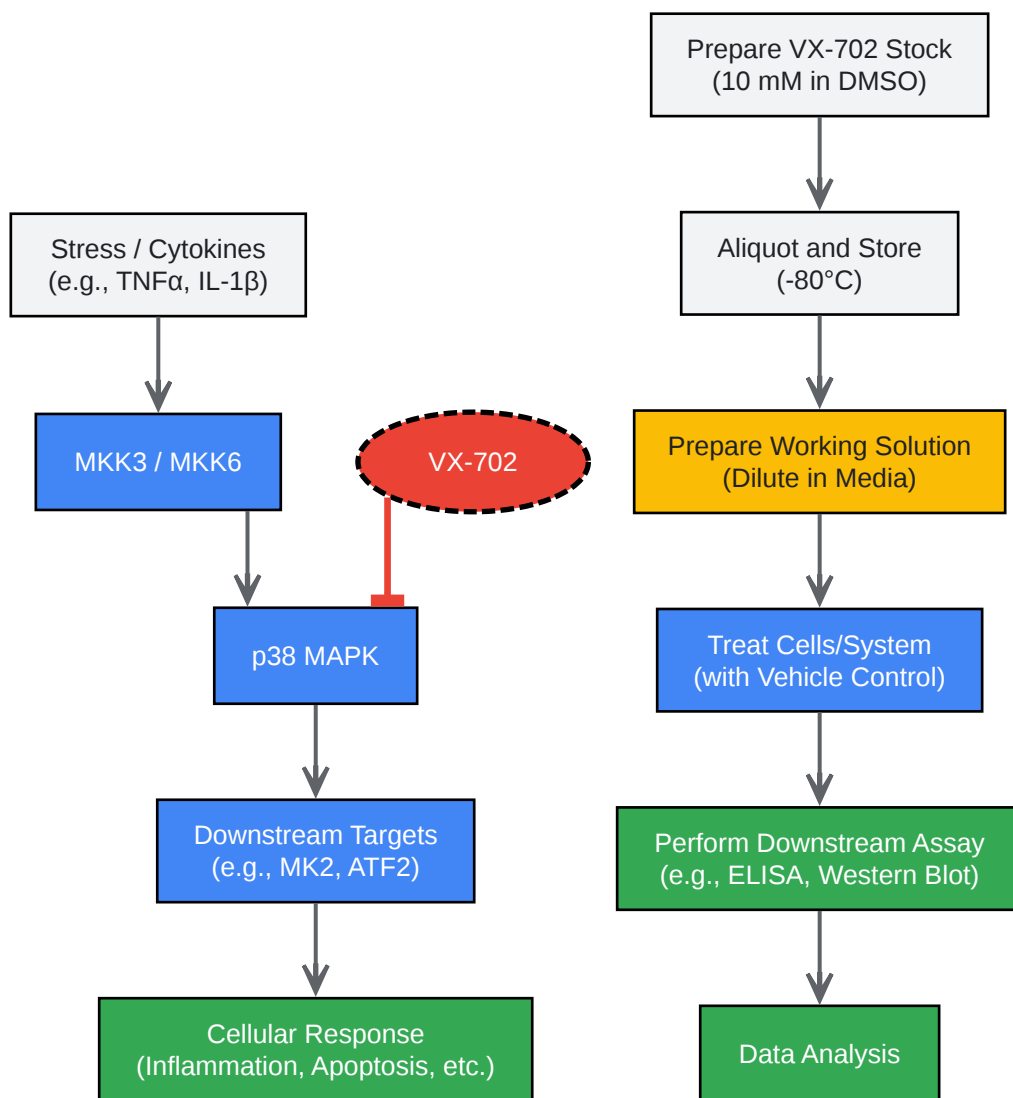 Stress / Cytokines
(e.g., TNFα, IL-1β)
MKK3 / MKK6
VX-702
p38 MAPK
Downstream Targets
(e.g., MK2, ATF2)
Cellular Response
(Inflammation, Apoptosis, etc.)
Prepare VX-702 Stock
(10 mM in DMSO)
Aliquot and Store
(-80°C)
Prepare Working Solution
(Dilute in Media)
Treat Cells/System
(with Vehicle Control)
Perform Downstream Assay
(e.g., ELISA, Western Blot)
Data Analysis